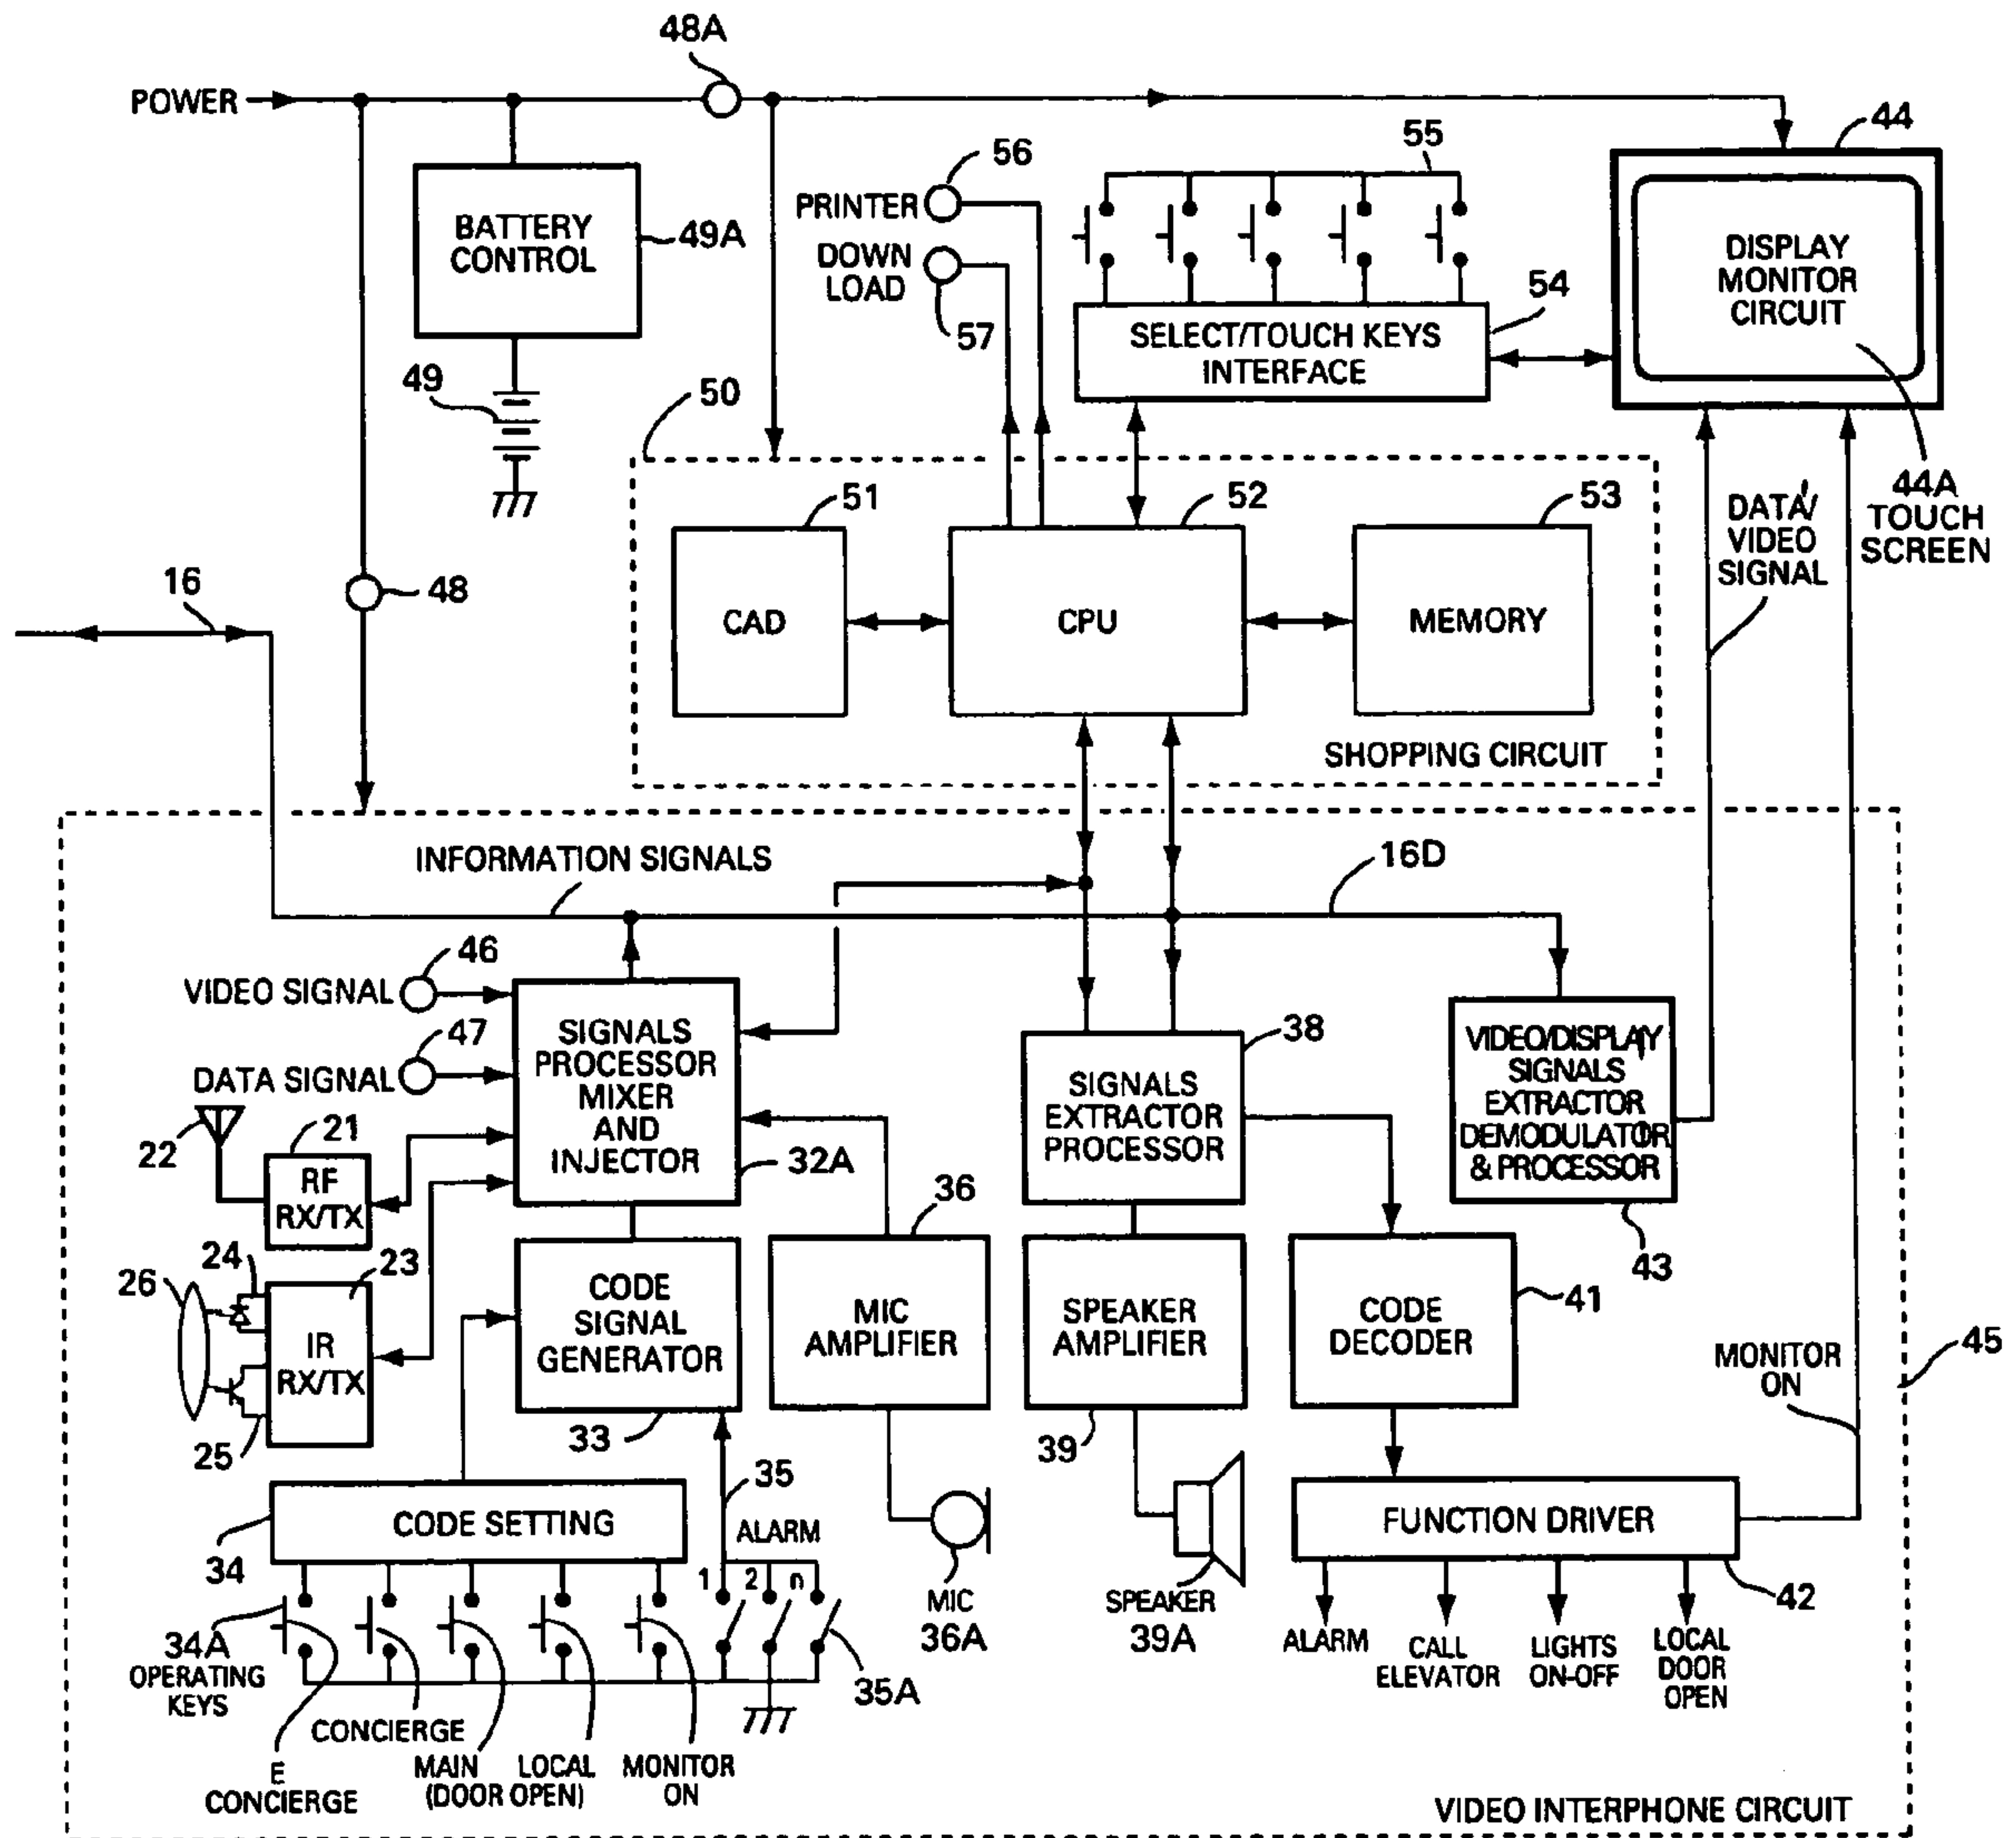 48A
POWER
44
55
56
PRINTER
BATTERY
CONTROL
49A
DOWN
LOAD
57
DISPLAY
MONITOR
CIRCUIT
54
SELECT/TOUCH KEYS
INTERFACE
49
50
51
52
53
44A
TOUCH
SCREEN
DATA/
VIDEO
SIGNAL
16
48
CAD
CPU
MEMORY
SHOPPING CIRCUIT
INFORMATION SIGNALS
16D
46
VIDEO SIGNAL
47
DATA SIGNAL
SIGNALS
PROCESSOR
MIXER
AND
INJECTOR
32A
38
SIGNALS
EXTRACTOR
PROCESSOR
VIDEO/DISPLAY
SIGNALS
EXTRACTOR
DEMODULATOR
& PROCESSOR
43
22
21
RF
RX/TX
36
24
23
26
IR
RX/TX
25
CODE
SIGNAL
GENERATOR
33
MIC
AMPLIFIER
SPEAKER
AMPLIFIER
39
CODE
DECODER
41
MONITOR
ON
45
35
CODE SETTING
34
ALARM
1
2
n
FUNCTION DRIVER
42
34A
OPERATING
KEYS
MIC
36A
SPEAKER
39A
35A
ALARM
CALL
ELEVATOR
LIGHTS
ON-OFF
LOCAL
DOOR
OPEN
E
CONCIERGE
CONCIERGE
MAIN LOCAL
(DOOR OPEN)
MONITOR
ON
VIDEO INTERPHONE CIRCUIT